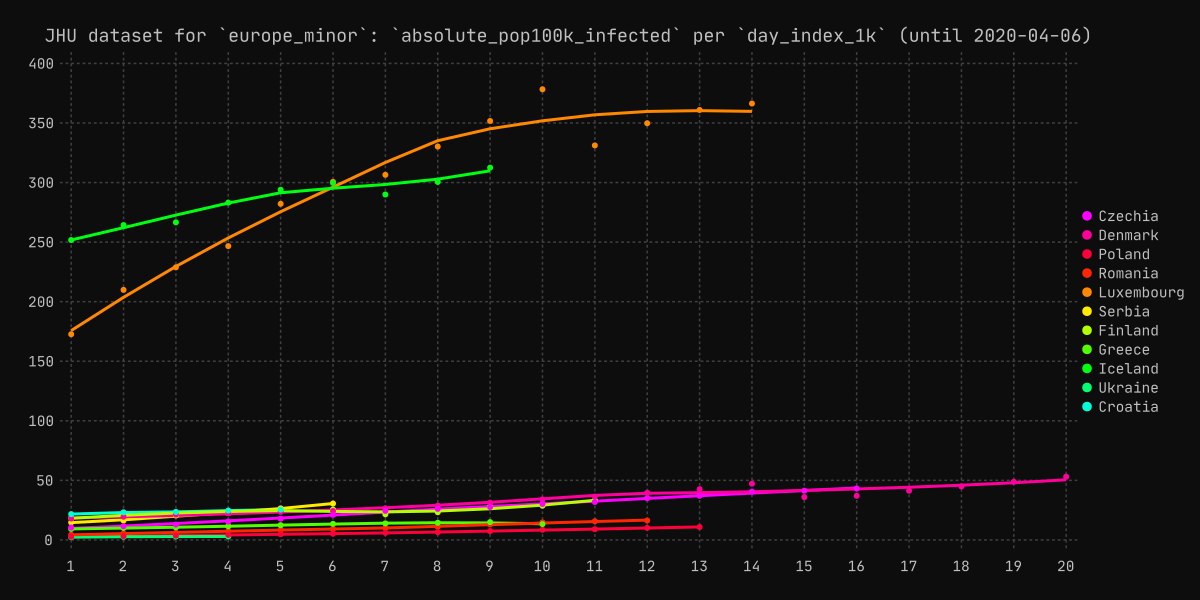 JHU dataset for `europe_minor`: `absolute_pop100k_infected` per `day_index_1k` (until 2020-04-06)
400
350
300
250
200
150
100
50
0
1 2 3 4 5 6 7 8 9 10 11 12 13 14 15 16 17 18 19 20
Czechia
Denmark
Poland
Romania
Luxembourg
Serbia
Finland
Greece
Iceland
Ukraine
Croatia